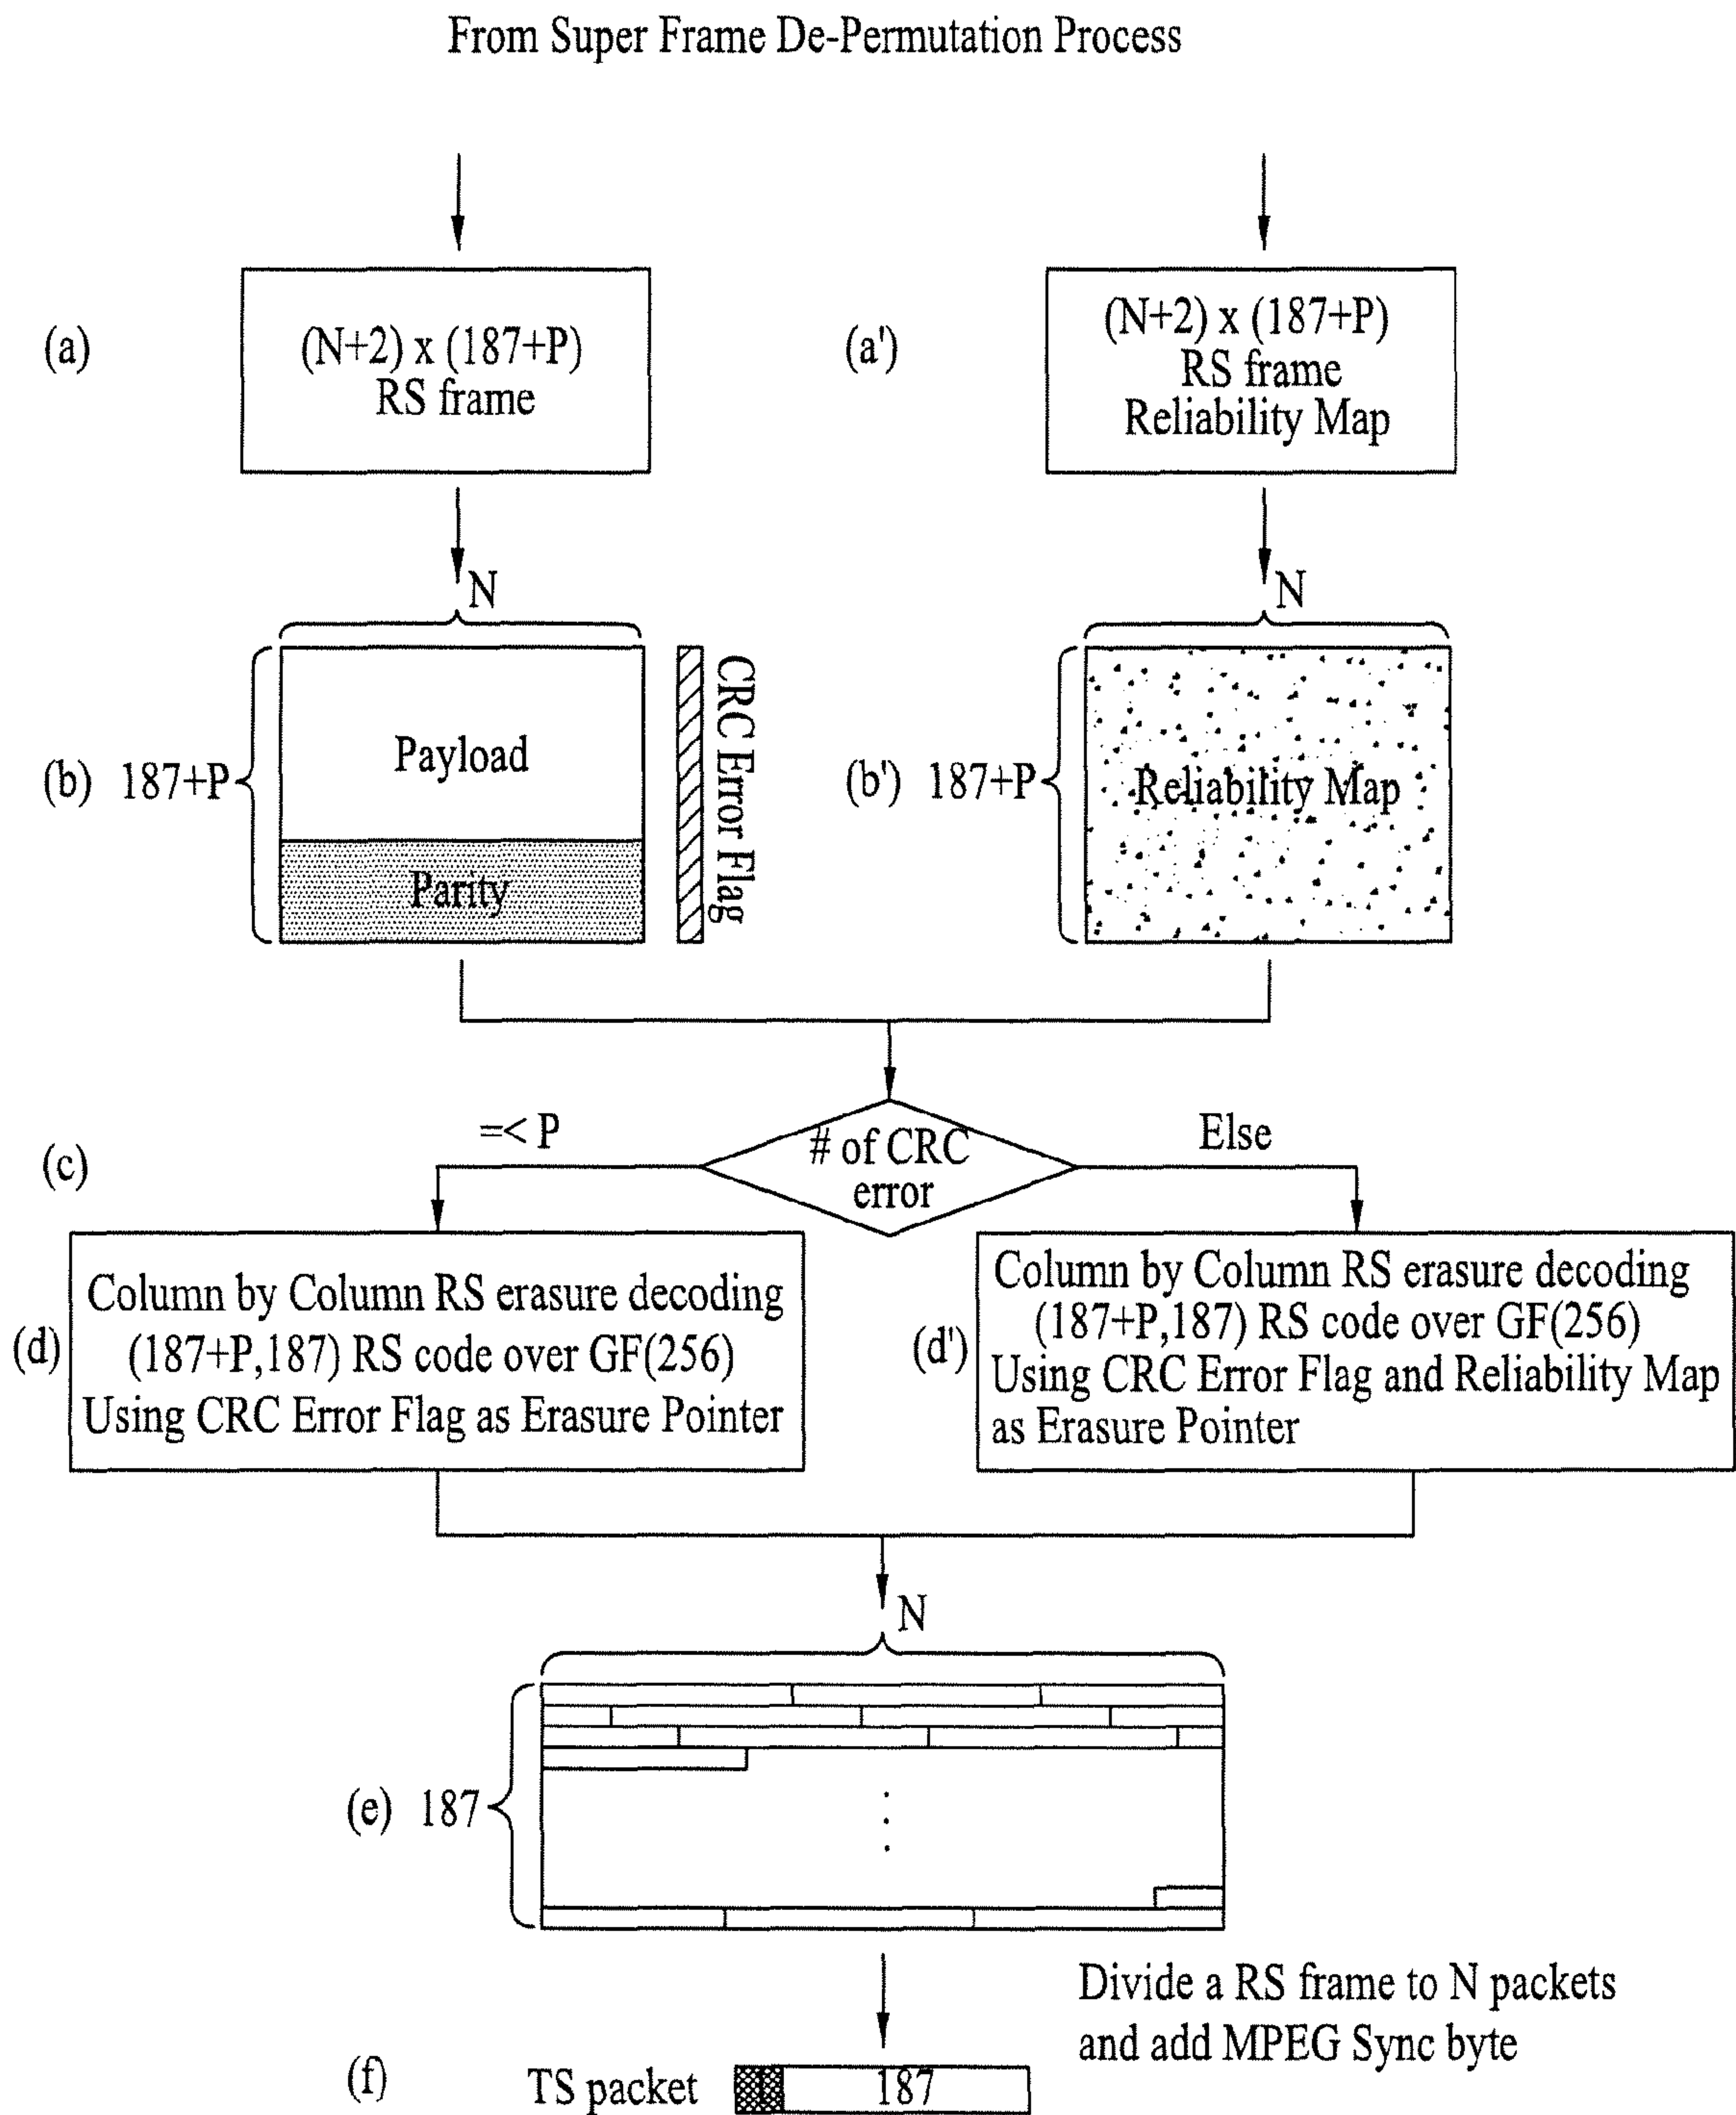 From Super Frame De-Permutation Process
(a)
(N+2) x (187+P)
RS frame
(a')
(N+2) x (187+P)
RS frame
Reliability Map
N
N
(b)
187+P
Payload
Parity
CRC Error Flag
(b')
187+P
Reliability Map
(c)
=< P
# of CRC
error
Else
(d)
Column by Column RS erasure decoding
(187+P,187) RS code over GF(256)
Using CRC Error Flag as Erasure Pointer
(d')
Column by Column RS erasure decoding
(187+P,187) RS code over GF(256)
Using CRC Error Flag and Reliability Map
as Erasure Pointer
N
(e)
187
Divide a RS frame to N packets
and add MPEG Sync byte
(f)
TS packet
1
187